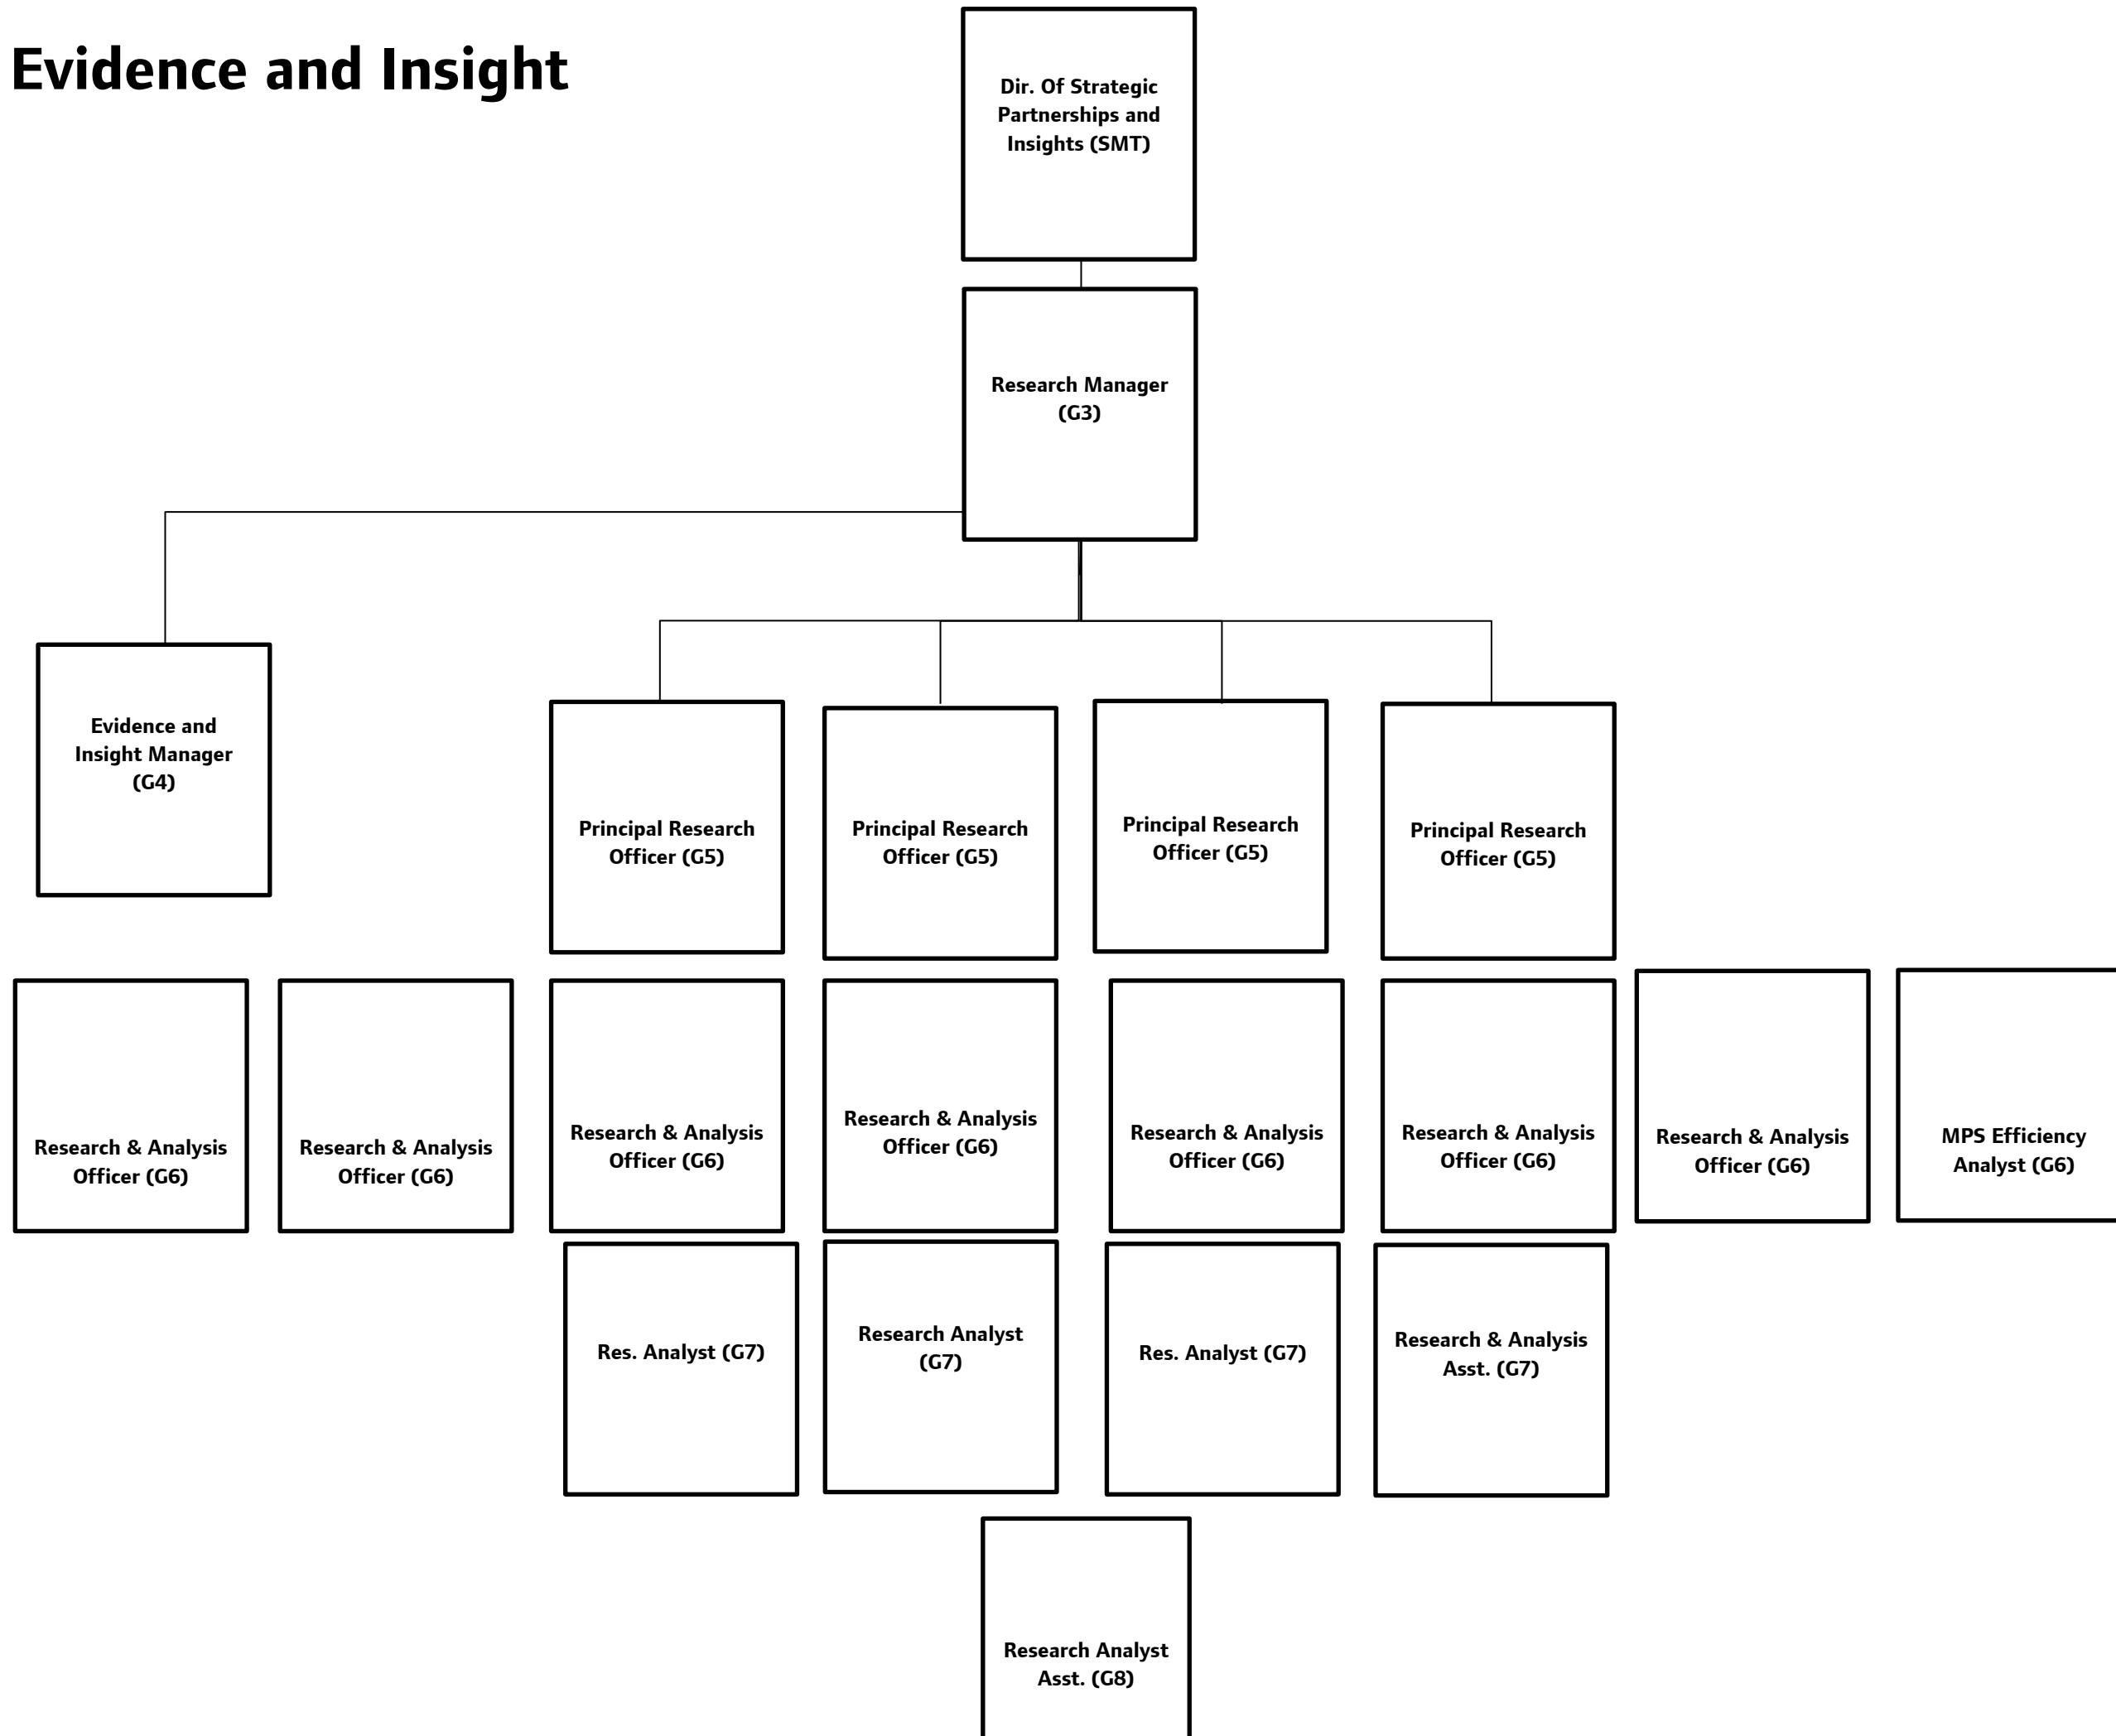 Evidence and Insight
Dir. Of Strategic
Partnerships and
Insights (SMT)
Research Manager
(G3)
Evidence and
Insight Manager
(G4)
Principal Research
Officer (G5)
Principal Research
Officer (G5)
Principal Research
Officer (G5)
Principal Research
Officer (G5)
Research & Analysis
Officer (G6)
Research & Analysis
Officer (G6)
Research & Analysis
Officer (G6)
Research & Analysis
Officer (G6)
Research & Analysis
Officer (G6)
Research & Analysis
Officer (G6)
Research & Analysis
Officer (G6)
MPS Efficiency
Analyst (G6)
Res. Analyst (G7)
Research Analyst
(G7)
Res. Analyst (G7)
Research & Analysis
Asst. (G7)
Research Analyst
Asst. (G8)